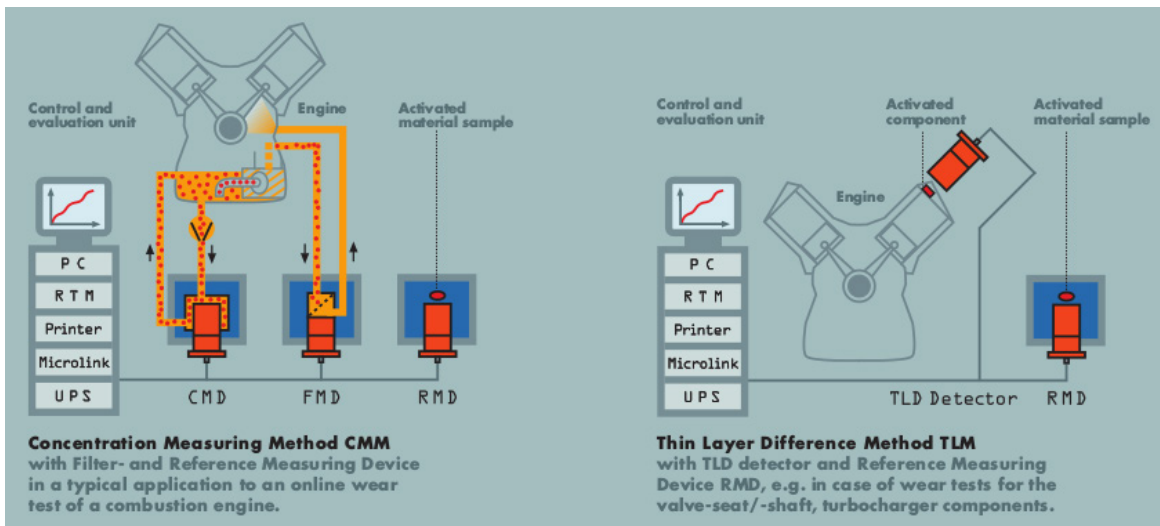 Control and
evaluation unit
Engine
Activated
material sample
PC
RTM
Printer
Microlink
UPS
CMD
FMD
RMD
Concentration Measuring Method CMM
with Filter- and Reference Measuring Device
in a typical application to an online wear
test of a combustion engine.
Control and
evaluation unit
Activated
component
Activated
material sample
Engine
PC
RTM
Printer
Microlink
UPS
TLD Detector
RMD
Thin Layer Difference Method TLM
with TLD detector and Reference Measuring
Device RMD, e.g. in case of wear tests for the
valve-seat/-shaft, turbocharger components.